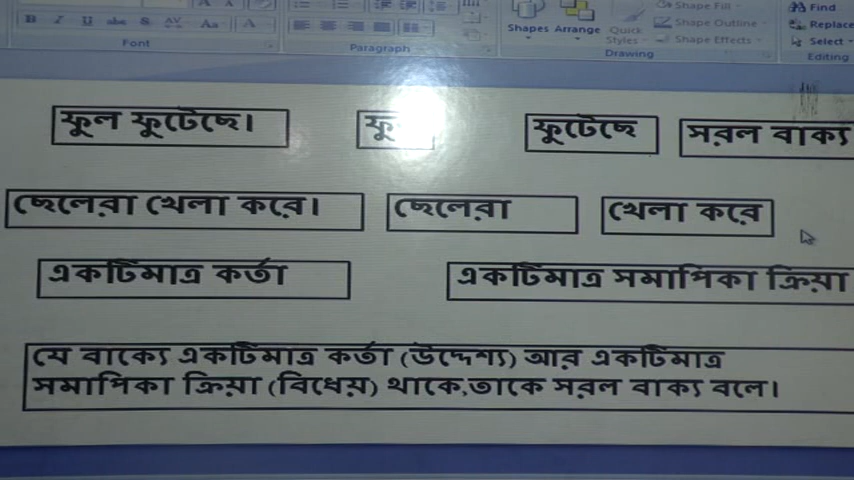 Font
Paragraph
Shapes Arrange Quick Styles
Shape Fill
Shape Outline
Shape Effects
Drawing
Find
Replace
Select
Editing
ফুল ফুটেছে। ফু ফুটেছে সরল বাক্য
ছেলেরা খেলা করে। ছেলেরা খেলা করে
একটিমাত্র কর্তা একটিমাত্র সমাপিকা ক্রিয়া
যে বাক্যে একটিমাত্র কর্তা (উদ্দেশ্য) আর একটিমাত্র
সমাপিকা ক্রিয়া (বিধেয়) থাকে,তাকে সরল বাক্য বলে।